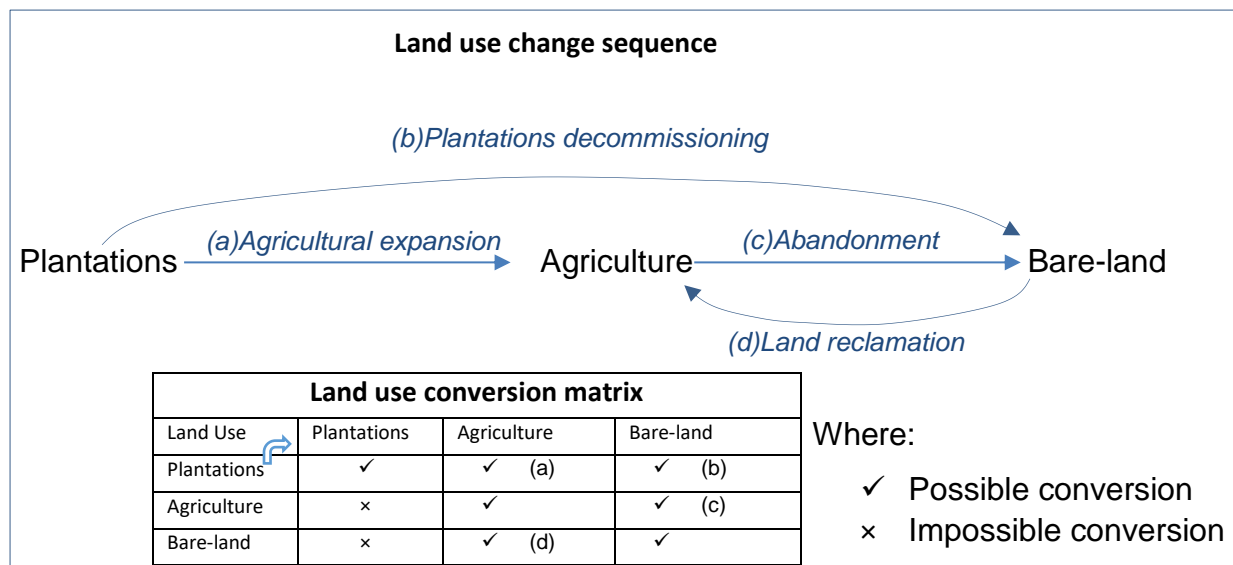 Land use change sequence
(b)Plantations decommissioning
(a)Agricultural expansion
(c)Abandonment
Plantations
Agriculture
Bare-land
(d)Land reclamation
Land use conversion matrix
Land Use Plantations Agriculture Bare-land
Plantations ✓ ✓ (a) ✓ (b)
Agriculture × ✓ ✓ (c)
Bare-land × ✓ (d) ✓
Where:
✓ Possible conversion
× Impossible conversion